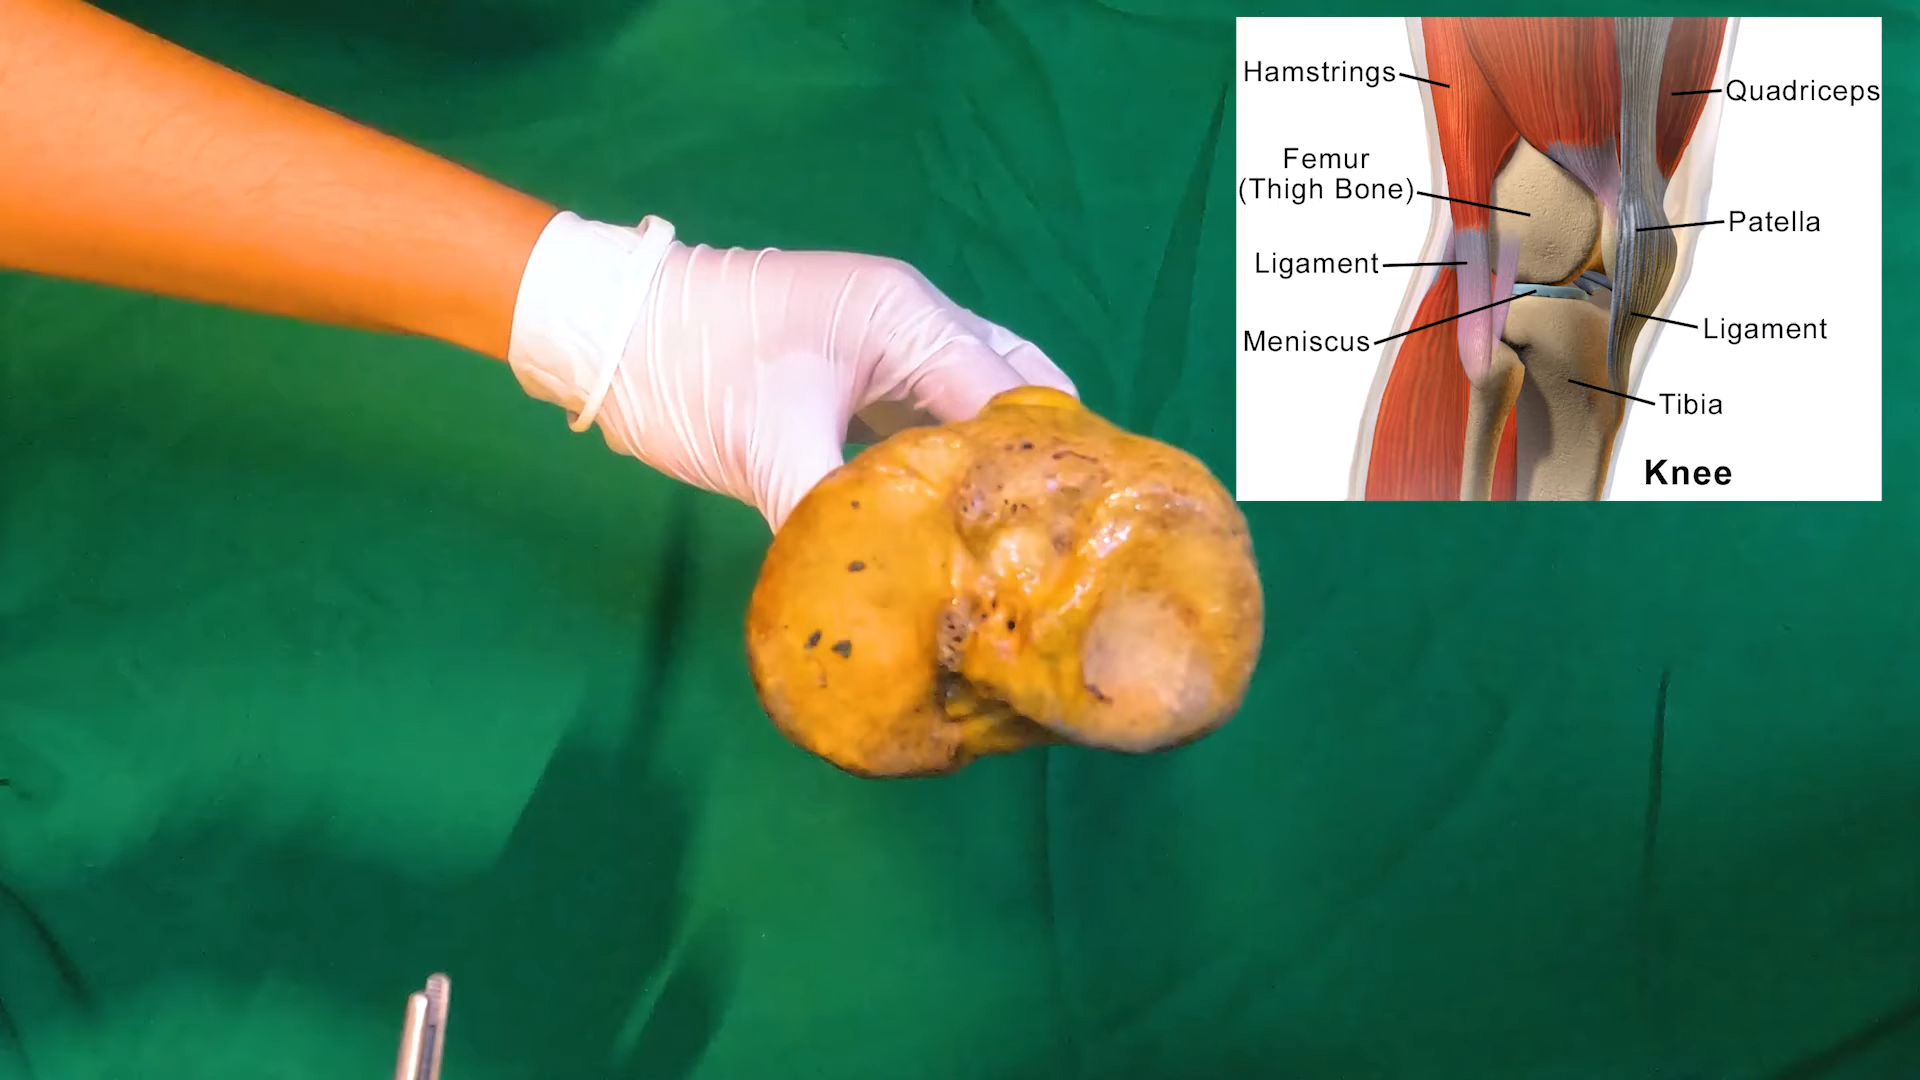 Hamstrings
Quadriceps
Femur
(Thigh Bone)
Patella
Ligament
Ligament
Meniscus
Tibia
Knee